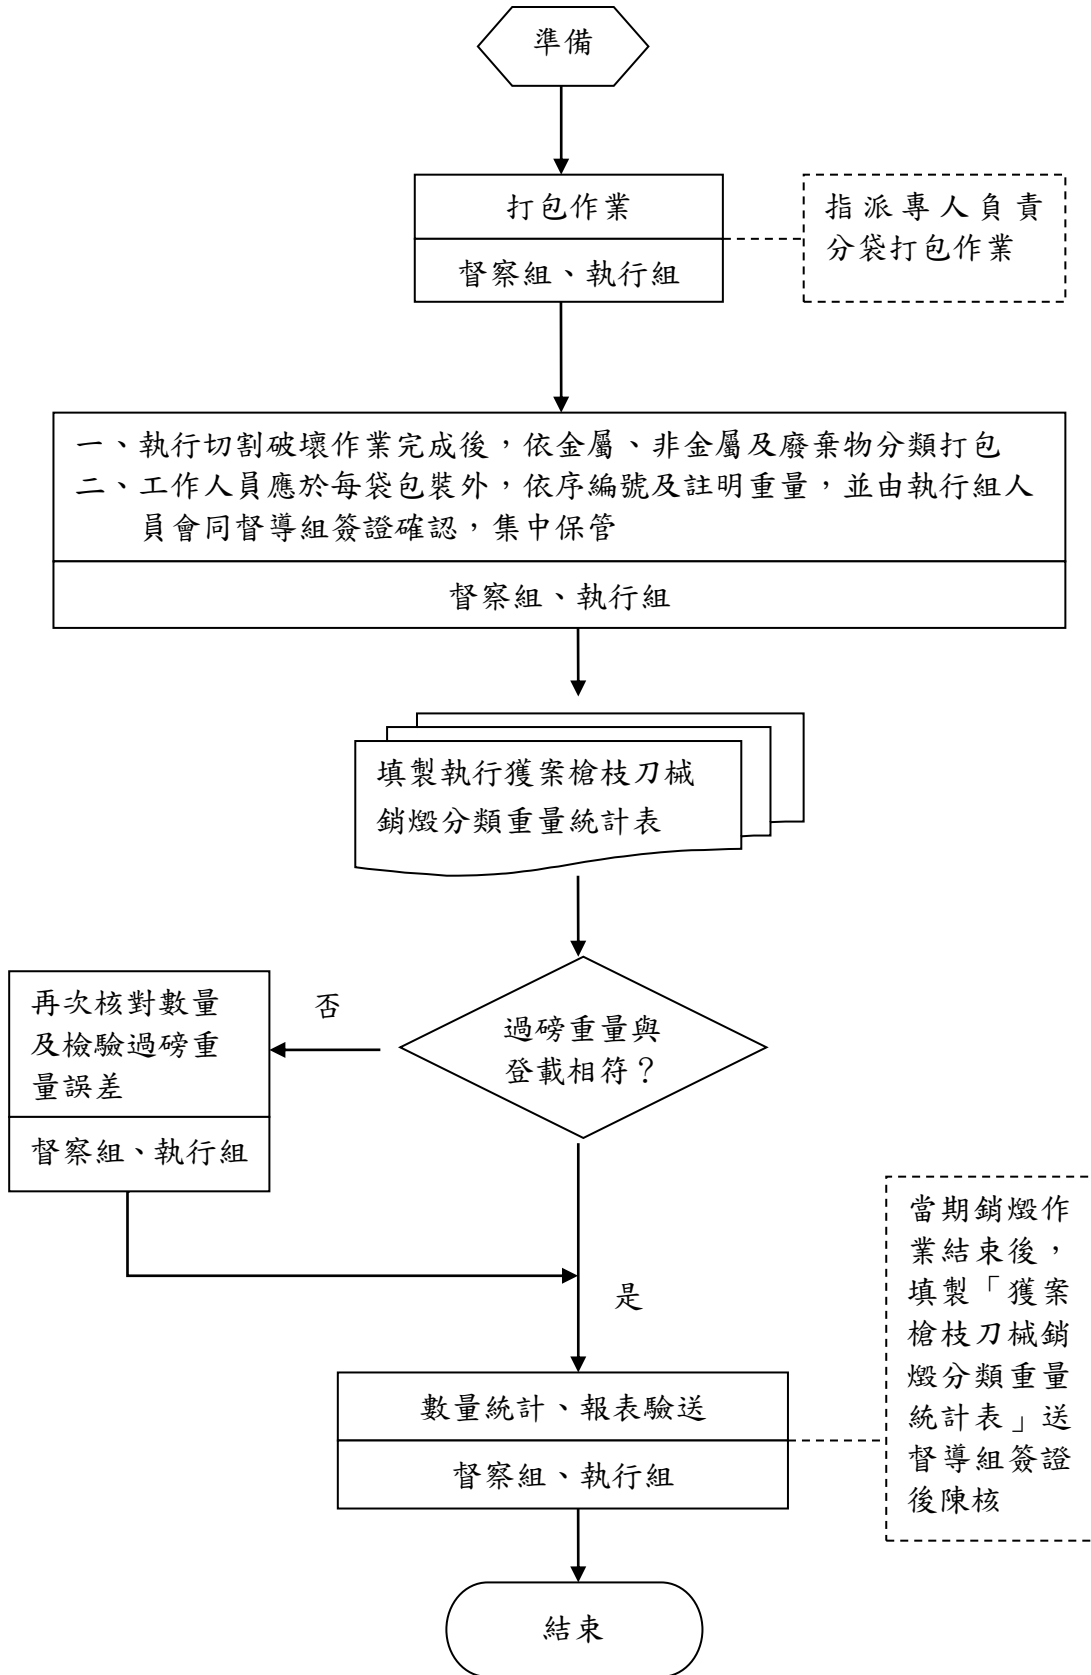 準備
打包作業
督察組、執行組
指派專人負責
分袋打包作業
一、執行切割破壞作業完成後，依金屬、非金屬及廢棄物分類打包
二、工作人員應於每袋包裝外，依序編號及註明重量，並由執行組人
員會同督導組簽證確認，集中保管
督察組、執行組
填製執行獲案槍枝刀械
銷燬分類重量統計表
過磅重量與
登載相符？
否
再次核對數量
及檢驗過磅重
量誤差
督察組、執行組
是
數量統計、報表驗送
督察組、執行組
當期銷燬作
業結束後，
填製「獲案
槍枝刀械銷
燬分類重量
統計表」送
督導組簽證
後陳核
結束